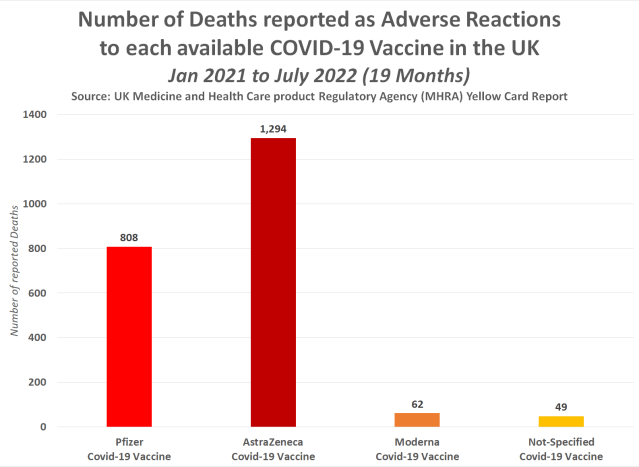 Number of Deaths reported as Adverse Reactions
to each available COVID-19 Vaccine in the UK
Jan 2021 to July 2022 (19 Months)
Source: UK Medicine and Health Care product Regulatory Agency (MHRA) Yellow Card Report
Number of reported Deaths
1400
1200
1000
800
600
400
200
0
808
1,294
62
49
Pfizer
Covid-19 Vaccine
AstraZeneca
Covid-19 Vaccine
Moderna
Covid-19 Vaccine
Not-Specified
Covid-19 Vaccine